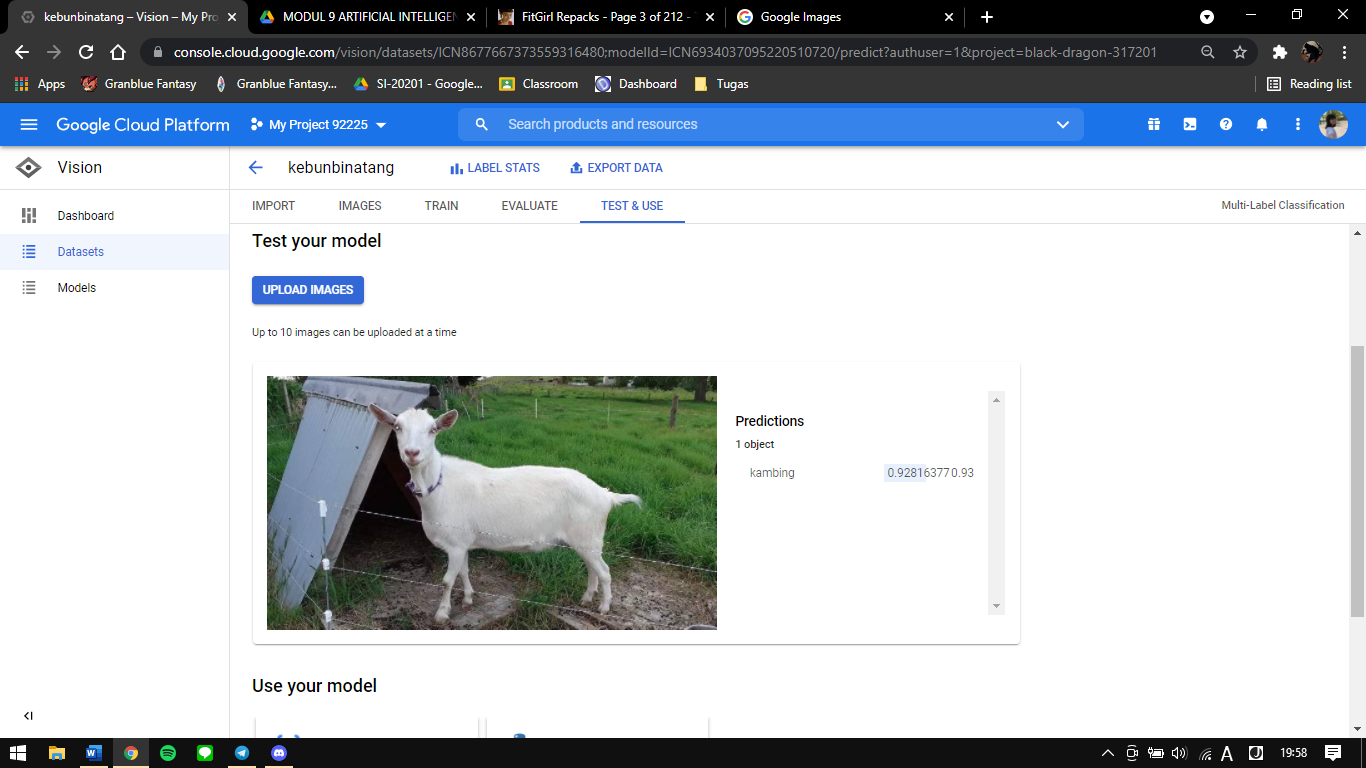 kebunbinatang – Vision – My Pro
MODUL 9 ARTIFICIAL INTELLIGEN
FitGirl Repacks - Page 3 of 212 -
Google Images
console.cloud.google.com/vision/datasets/ICN8677667373559316480;modelId=ICN6934037095220510720/predict?authuser=1&project=black-dragon-317201
Apps
Granblue Fantasy
Granblue Fantasy...
SI-20201 - Google...
Classroom
Dashboard
Tugas
Reading list
Google Cloud Platform
My Project 92225
Search products and resources
Vision
kebunbinatang
LABEL STATS
EXPORT DATA
IMPORT
IMAGES
TRAIN
EVALUATE
TEST & USE
Multi-Label Classification
Dashboard
Datasets
Models
Test your model
UPLOAD IMAGES
Up to 10 images can be uploaded at a time
Predictions
1 object
kambing
0.92816377 0.93
Use your model
19:58